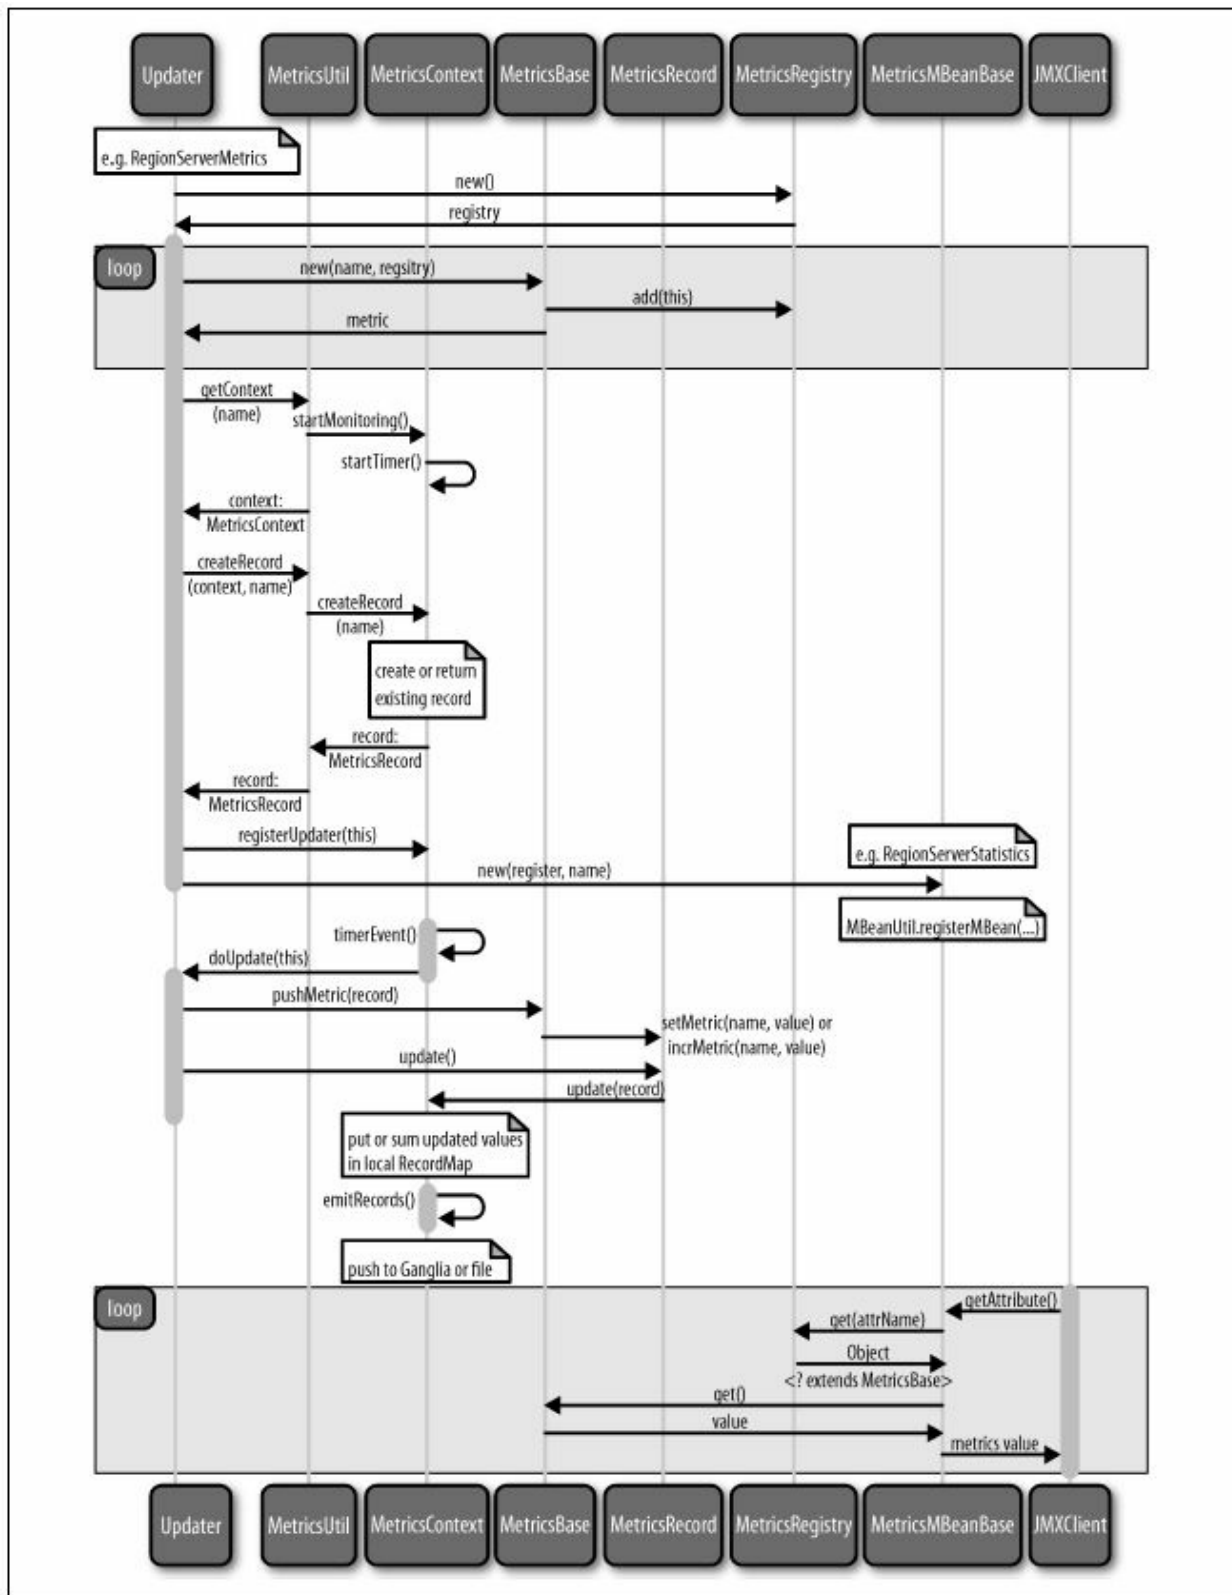 Updater MetricsUtil MetricsContext MetricsBase MetricsRecord MetricsRegistry MetricsMBeanBase JMXClient
e.g. RegionServerMetrics
new()
registry
loop
new(name, regsitry)
add(this)
metric
getContext
(name)
startMonitoring()
startTimer()
context:
MetricsContext
createRecord
(context, name)
createRecord
(name)
create or return
existing record
record:
MetricsRecord
record:
MetricsRecord
registerUpdater(this)
e.g. RegionServerStatistics
new(register, name)
MBeanUtil.registerMBean(....)
timerEvent()
doUpdate(this)
pushMetric(record)
setMetric(name, value) or
incrMetric(name, value)
update()
update(record)
put or sum updated values
in local RecordMap
emitRecords()
push to Ganglia or file
loop
getAttribute()
get(attrName)
Object
<? extends MetricsBase>
get()
value
metrics value
Updater MetricsUtil MetricsContext MetricsBase MetricsRecord MetricsRegistry MetricsMBeanBase JMXClient